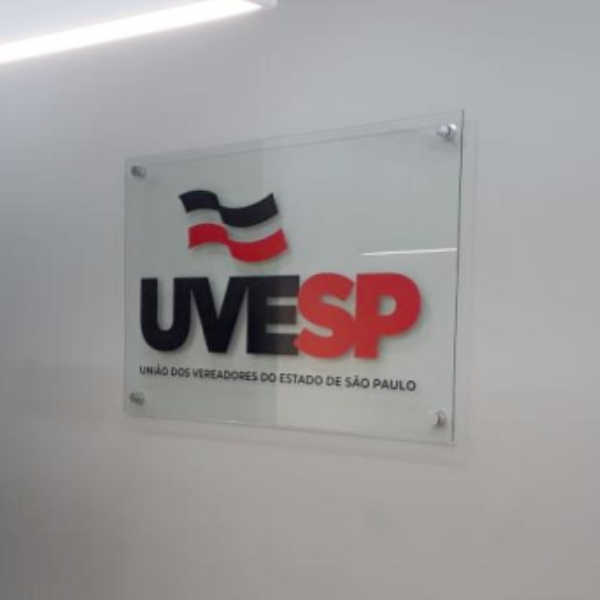 UVESP
UNIÃO DOS VEREADORES DO ESTADO DE SÃO PAULO